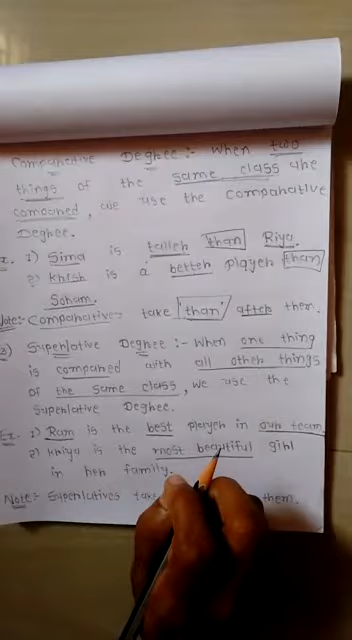 Comparative Degree :- When two
things of the same class are
compared, we use the Comparative
Degree.
Ex. 1) Sima is taller than Riya.
2) Khish is a better player than
Soham.
Note:- Comparatives take 'than' after them.
3) Superlative Degree :- When one thing
is compared with all other things
of the same class, we use the
Superlative Degree.
Ex:- 1) Ram is the best player in our team.
2) Khiya is the most beautiful girl
in her family.
Note:- Superlatives take them.